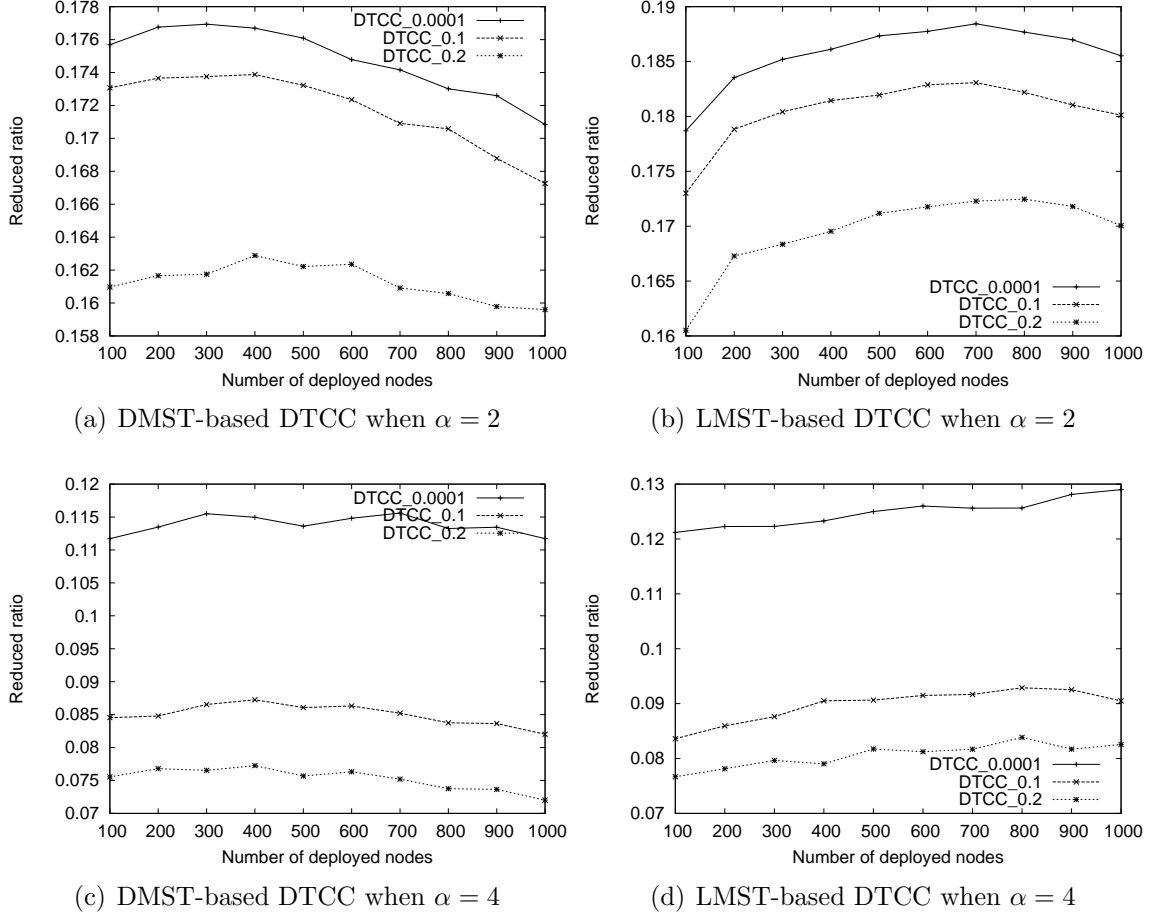 0.178
0.176
0.174
0.172
0.17
0.168
0.166
0.164
0.162
0.16
0.158
100 200 300 400 500 600 700 800 900 1000
Reduced ratio
Number of deployed nodes
DTCC_0.0001
DTCC_0.1
DTCC_0.2
(a) DMST-based DTCC when α = 2
0.19
0.185
0.18
0.175
0.17
0.165
0.16
100 200 300 400 500 600 700 800 900 1000
Reduced ratio
Number of deployed nodes
DTCC_0.0001
DTCC_0.1
DTCC_0.2
(b) LMST-based DTCC when α = 2
0.12
0.115
0.11
0.105
0.1
0.095
0.09
0.085
0.08
0.075
0.07
100 200 300 400 500 600 700 800 900 1000
Reduced ratio
Number of deployed nodes
DTCC_0.0001
DTCC_0.1
DTCC_0.2
(c) DMST-based DTCC when α = 4
0.13
0.12
0.11
0.1
0.09
0.08
0.07
100 200 300 400 500 600 700 800 900 1000
Reduced ratio
Number of deployed nodes
DTCC_0.0001
DTCC_0.1
DTCC_0.2
(d) LMST-based DTCC when α = 4